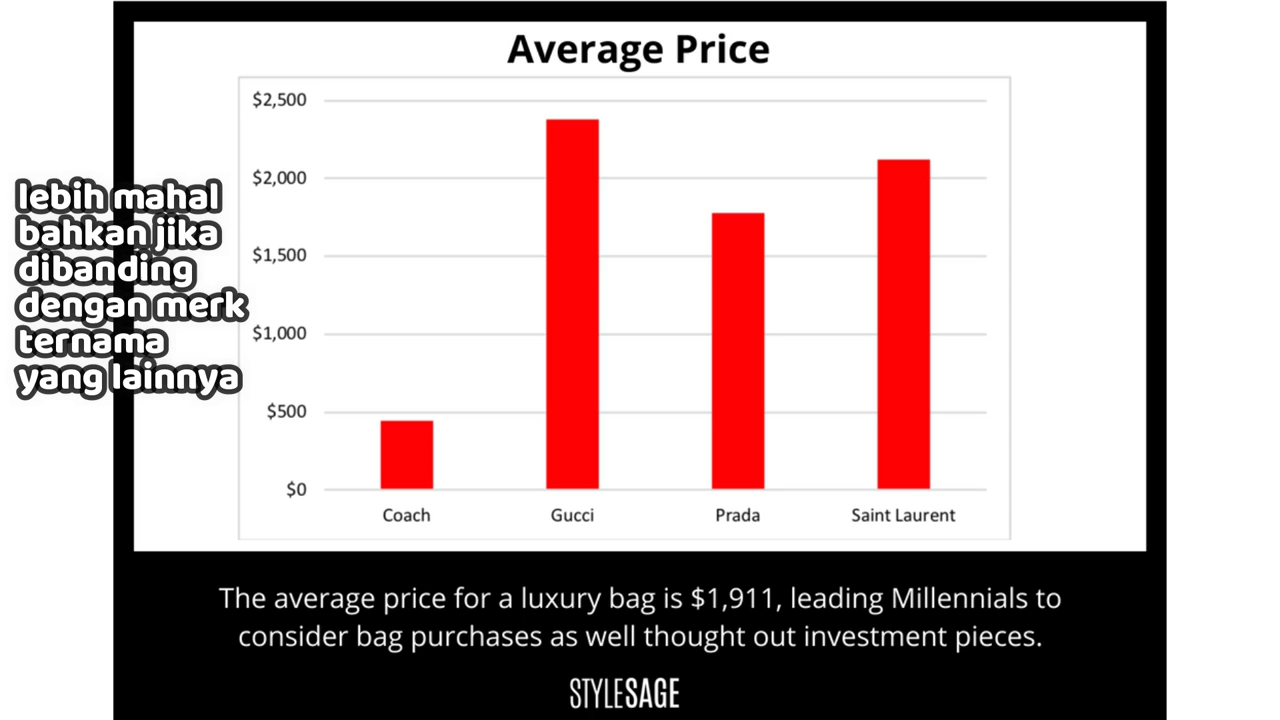 Average Price
$2,500
$2,000
$1,500
$1,000
$500
$0
Coach Gucci Prada Saint Laurent
lebih mahal
bahkan jika
dibanding
dengan merk
ternama
yang lainnya
The average price for a luxury bag is $1,911, leading Millennials to
consider bag purchases as well thought out investment pieces.
STYLESAGE